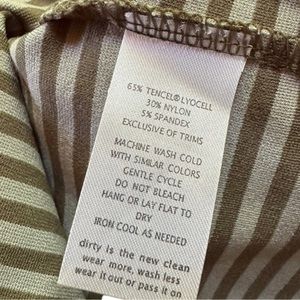 65% TENCEL® LYOCELL
30% NYLON
5% SPANDEX
EXCLUSIVE OF TRIMS
MACHINE WASH COLD
WITH SIMILAR COLORS
GENTLE CYCLE
DO NOT BLEACH
HANG OR LAY FLAT TO
DRY
IRON COOL AS NEEDED
dirty is the new clean
wear more, wash less
wear it out or pass it on